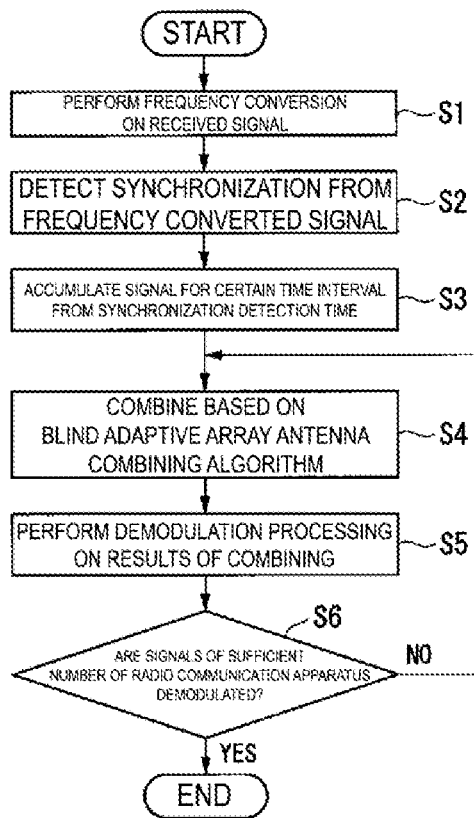 START
PERFORM FREQUENCY CONVERSION
ON RECEIVED SIGNAL
S1
DETECT SYNCHRONIZATION FROM
FREQUENCY CONVERTED SIGNAL
S2
ACCUMULATE SIGNAL FOR CERTAIN TIME INTERVAL
FROM SYNCHRONIZATION DETECTION TIME
S3
COMBINE BASED ON
BLIND ADAPTIVE ARRAY ANTENNA
COMBINING ALGORITHM
S4
PERFORM DEMODULATION PROCESSING
ON RESULTS OF COMBINING
S5
S6
ARE SIGNALS OF SUFFICIENT
NUMBER OF RADIO COMMUNICATION APPARATUS
DEMODULATED?
NO
YES
END